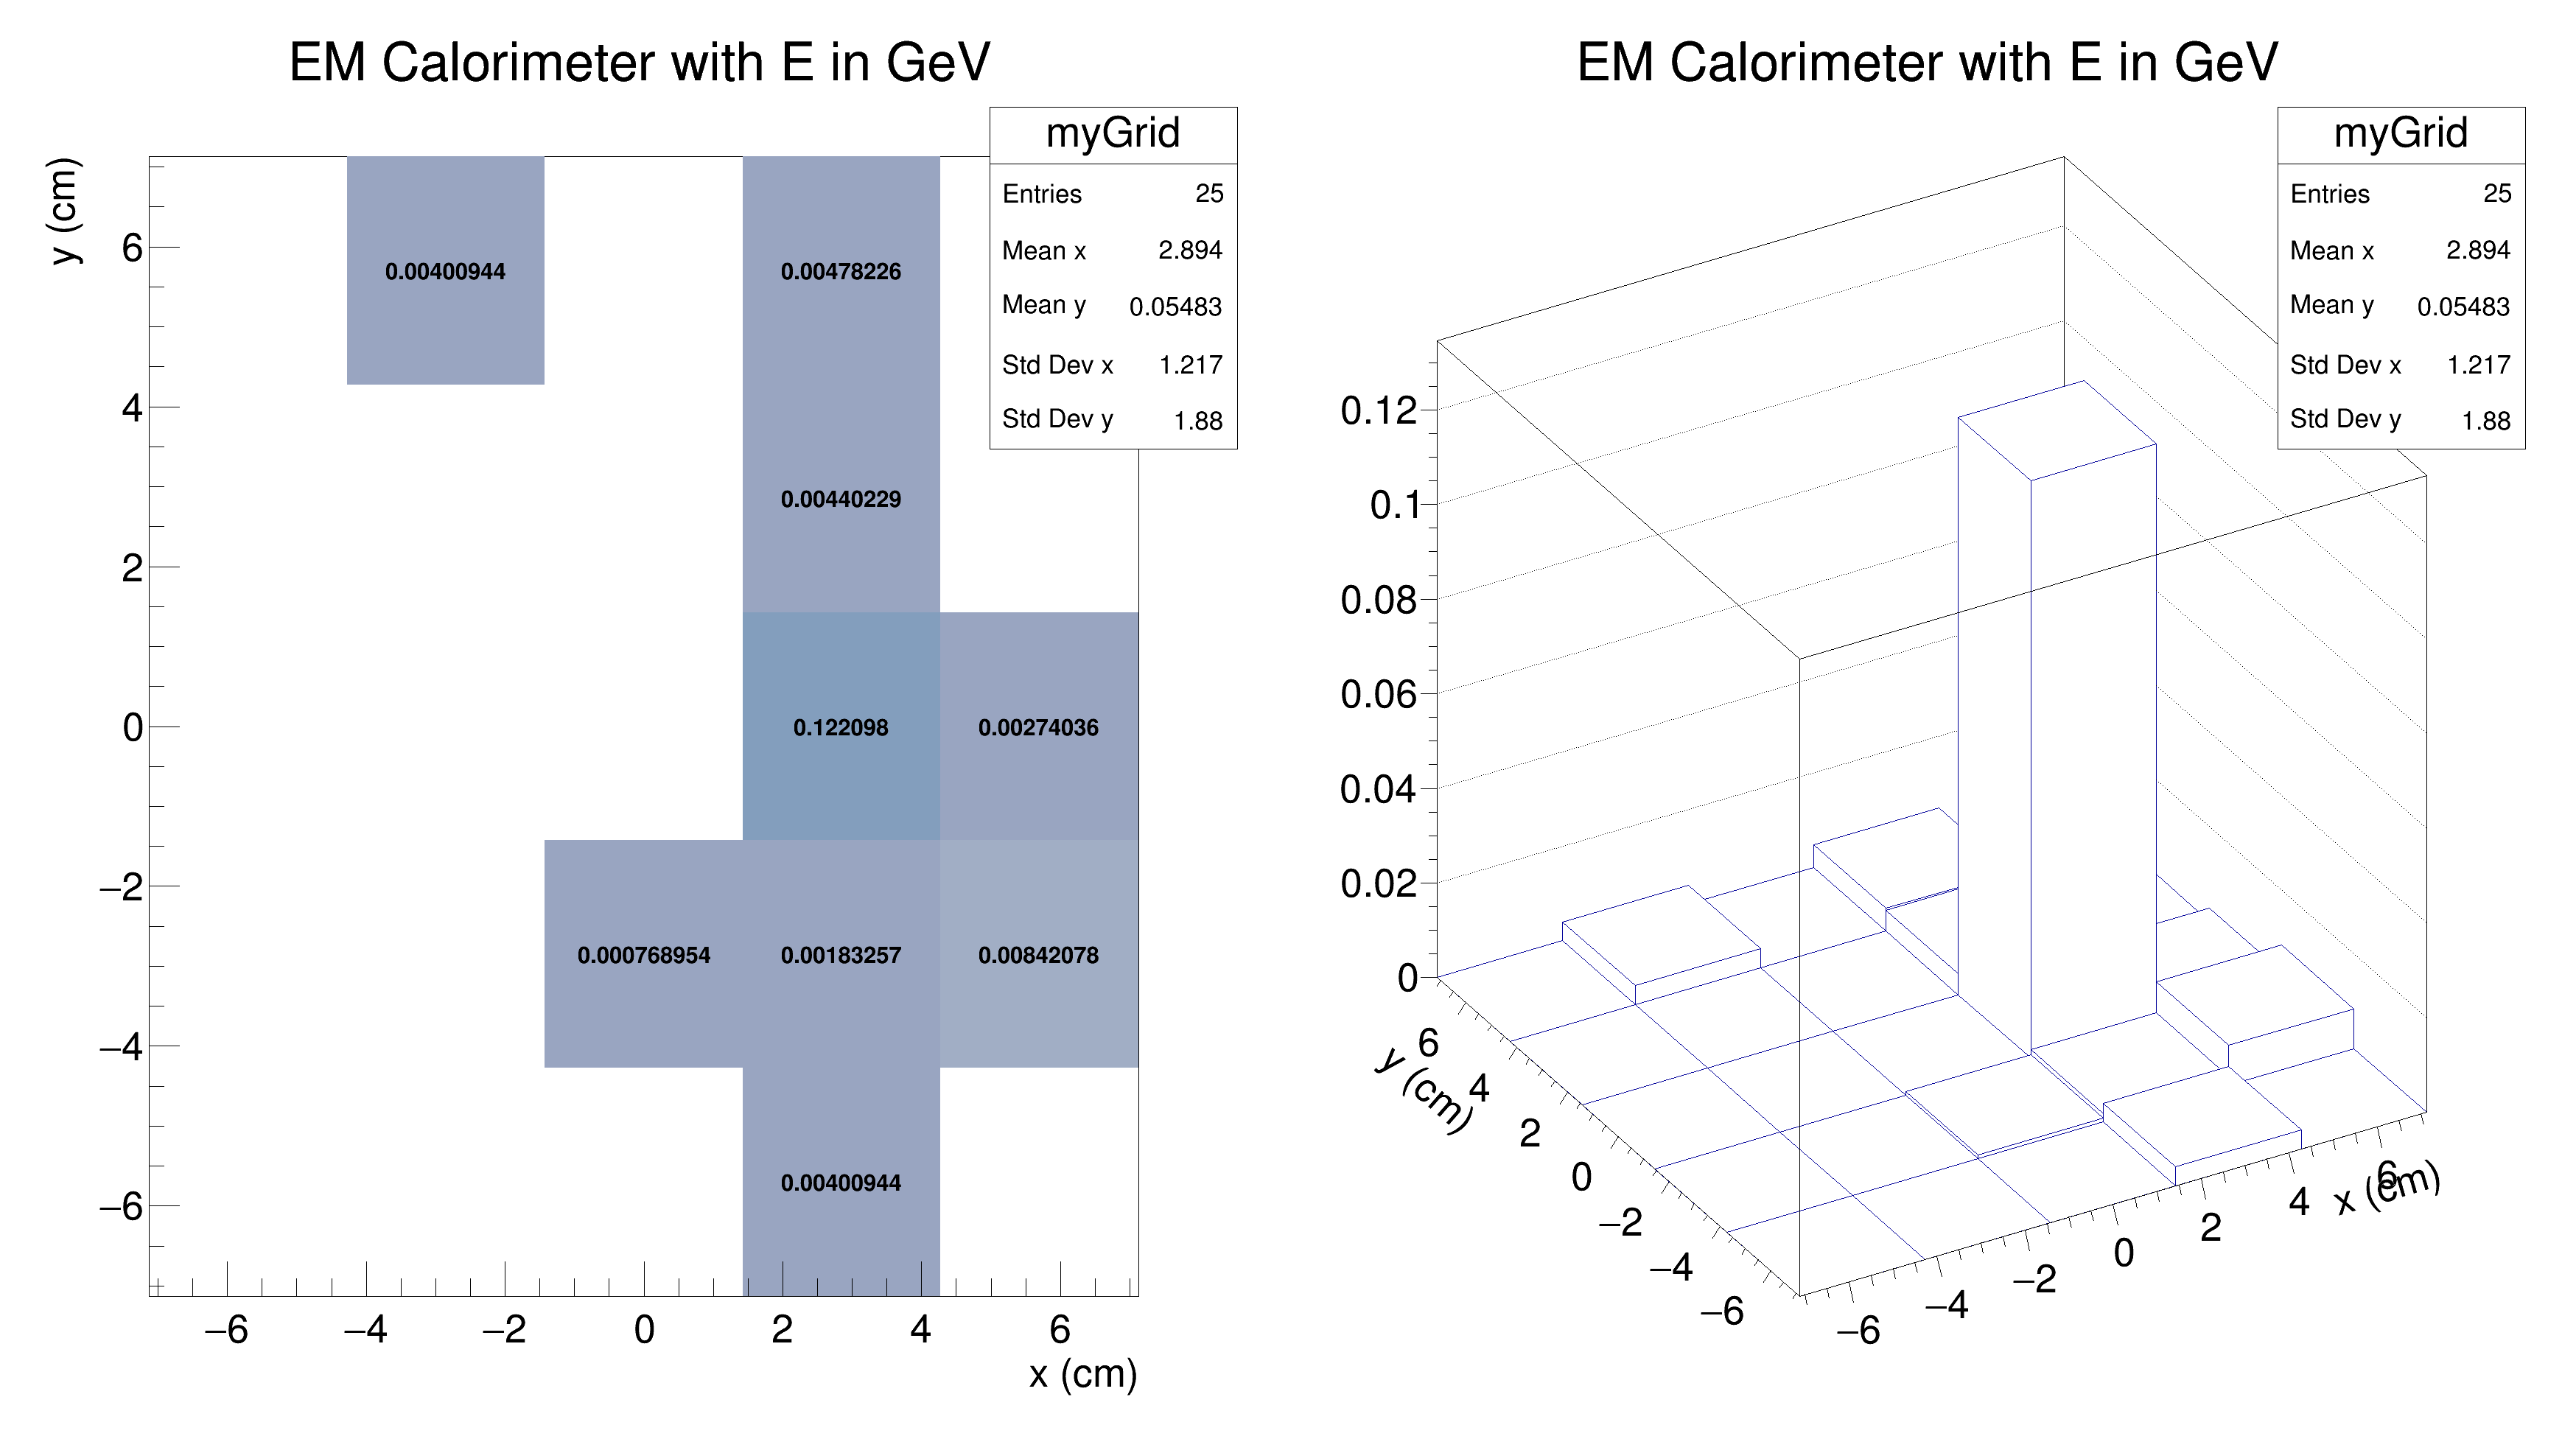 EM Calorimeter with E in GeV
myGrid
Entries 25
Mean x 2.894
Mean y 0.05483
Std Dev x 1.217
Std Dev y 1.88
y (cm)
6
4
2
0
−2
−4
−6
0.00400944
0.00478226
0.00440229
0.122098
0.00274036
0.000768954
0.00183257
0.00842078
0.00400944
−6
−4
−2
0
2
4
6
x (cm)
EM Calorimeter with E in GeV
myGrid
Entries 25
Mean x 2.894
Mean y 0.05483
Std Dev x 1.217
Std Dev y 1.88
0.12
0.1
0.08
0.06
0.04
0.02
0
y (cm)
6
4
2
0
−2
−4
−6
−6
−4
−2
0
2
4
6
x (cm)